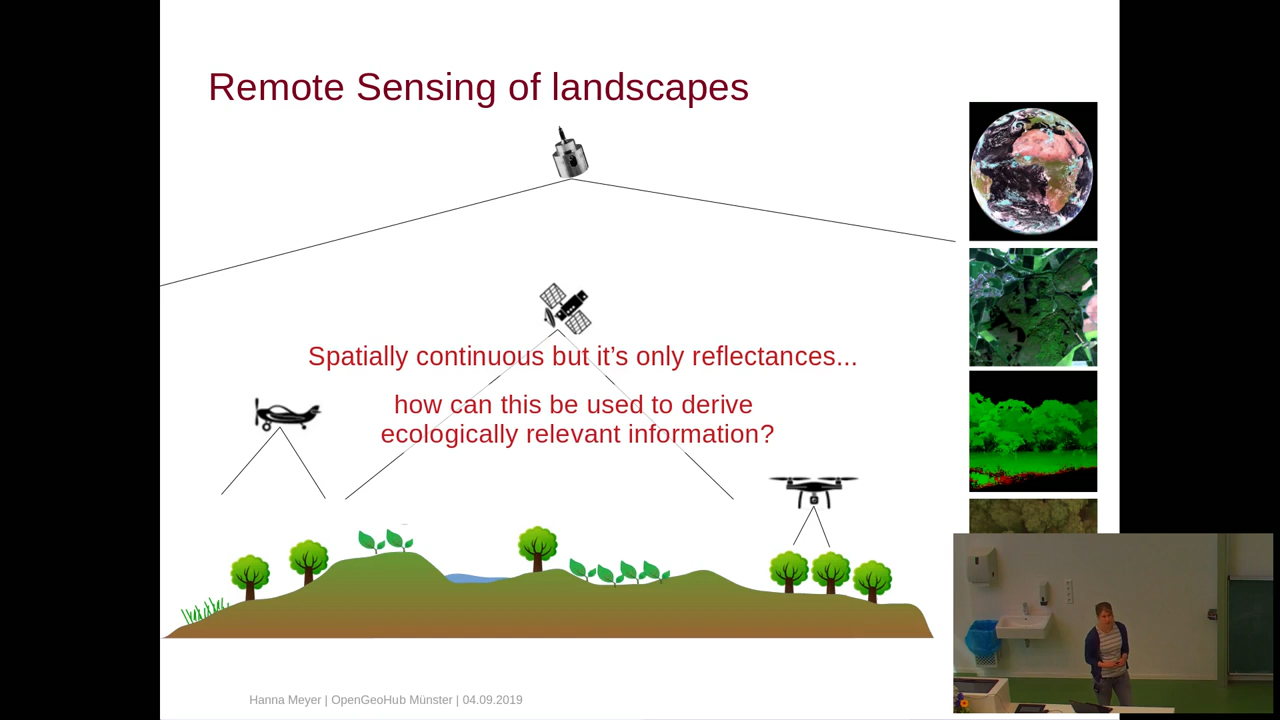 Remote Sensing of landscapes
Spatially continuous but it's only reflectances...
how can this be used to derive
ecologically relevant information?
Hanna Meyer | OpenGeoHub Münster | 04.09.2019